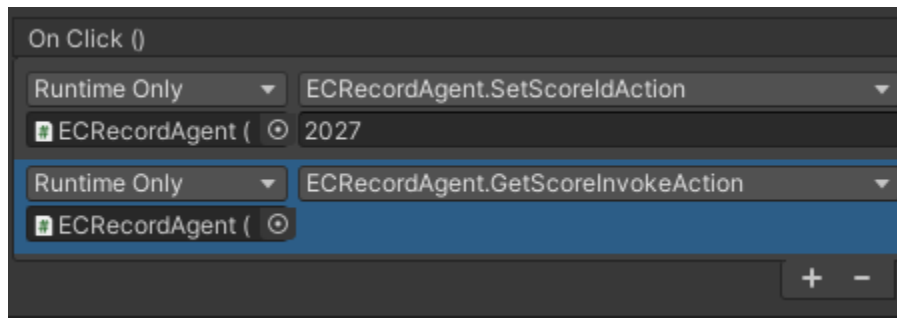 On Click ()
Runtime Only ECRecordAgent.SetScoreIdAction
ECRecordAgent ( 2027
Runtime Only ECRecordAgent.GetScoreInvokeAction
ECRecordAgent (
+ -